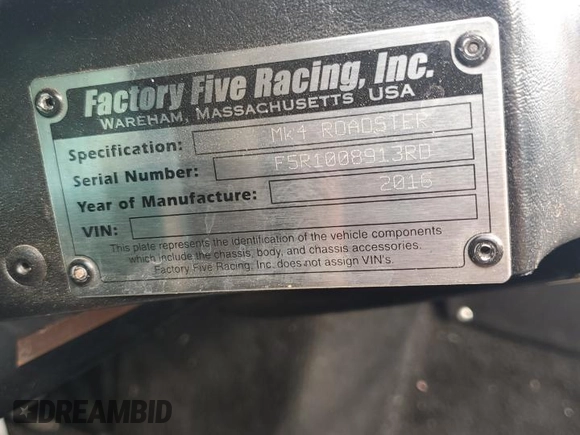 Factory Five Racing, Inc.
WAREHAM, MASSACHUSETTS USA
Specification: Mk4 ROADSTER
Serial Number: F5R1008913RD
Year of Manufacture: 2016
VIN:
This plate represents the identification of the vehicle components
which include the chassis, body, and chassis accessories.
Factory Five Racing, Inc. does not assign VIN's.
DREAMBID